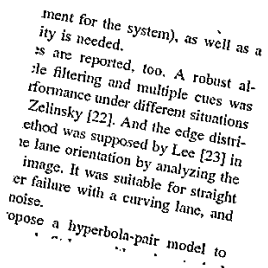 ment for the system), as well as a
ity is needed.
es are reported, too. A robust al-
le filtering and multiple cues was
rformance under different situations
Zelinsky [22]. And the edge distri-
ethod was supposed by Lee [23] in
e lane orientation by analyzing the
image. It was suitable for straight
er failure with a curving lane, and
noise.
opose a hyperbola-pair model to